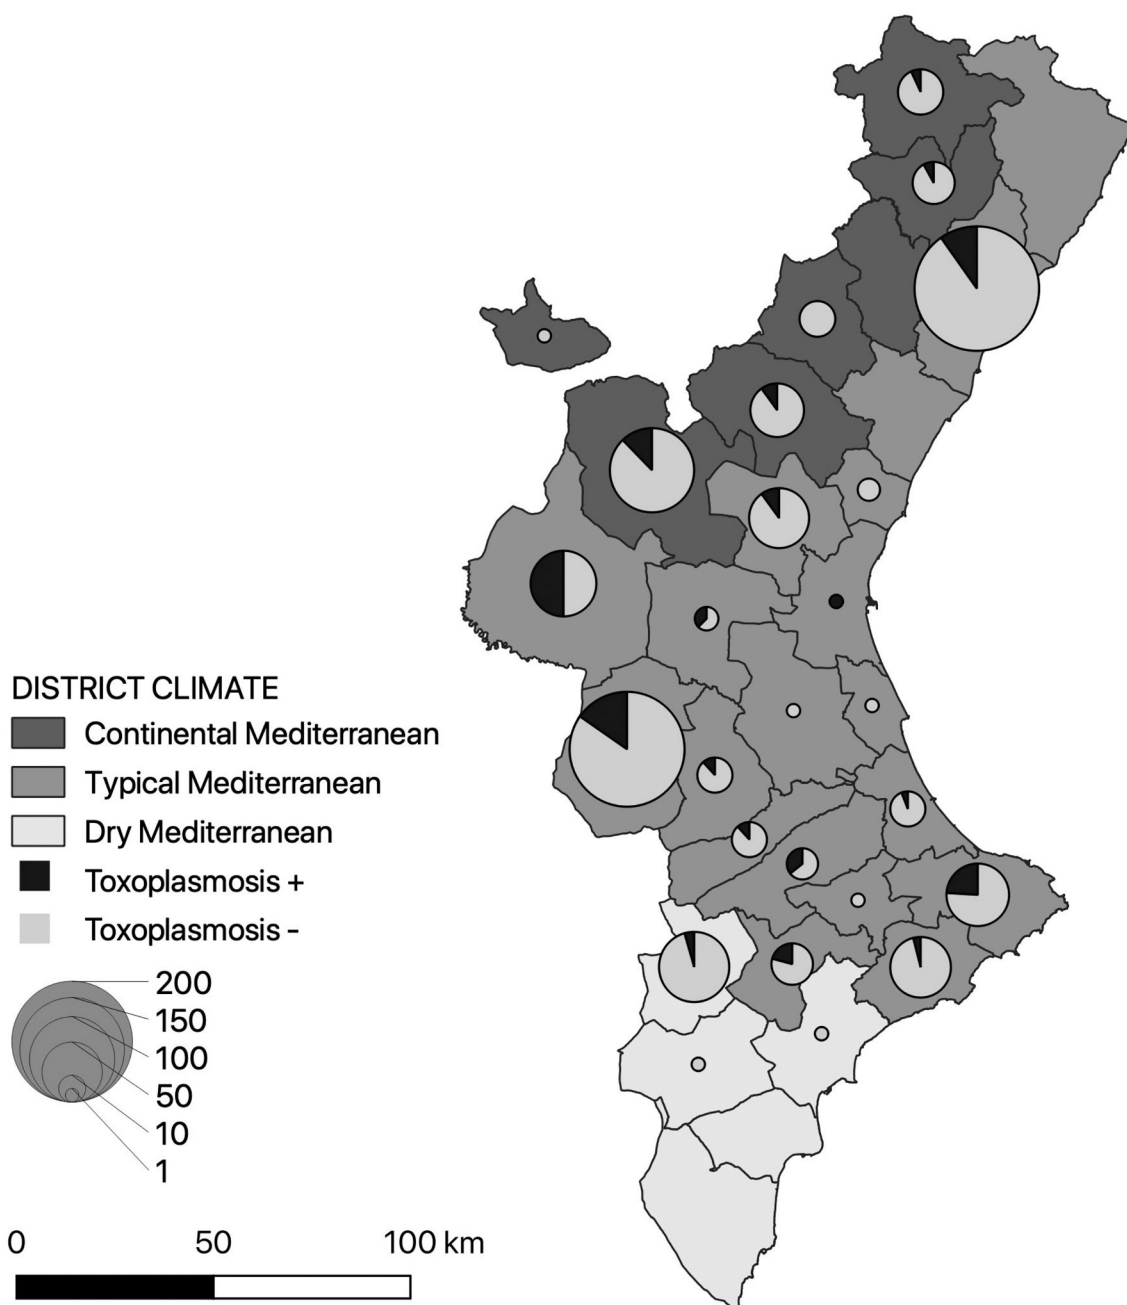 DISTRICT CLIMATE
Continental Mediterranean
Typical Mediterranean
Dry Mediterranean
Toxoplasmosis +
Toxoplasmosis -
200
150
100
50
10
1
0 50 100 km